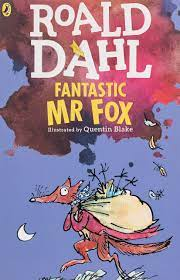 ROALD
DAHL
FANTASTIC
MR FOX
Illustrated by Quentin Blake